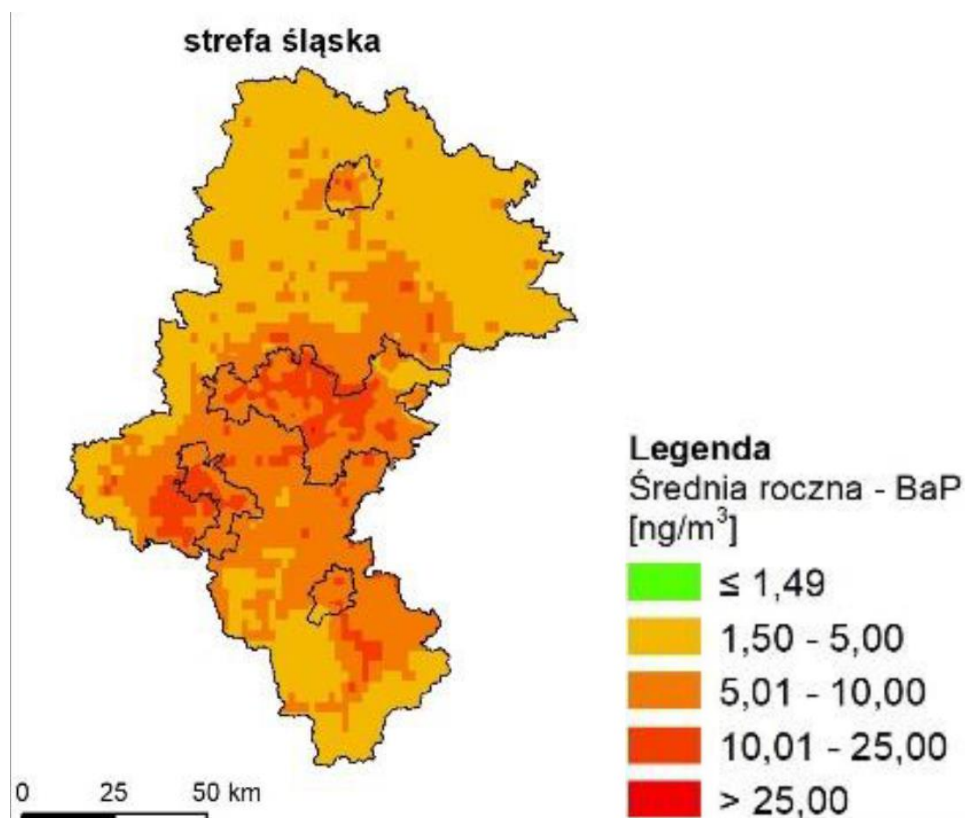 strefa śląska
Legenda
Średnia roczna - BaP
[ng/m³]
≤ 1,49
1,50 - 5,00
5,01 - 10,00
10,01 - 25,00
> 25,00
0 25 50 km